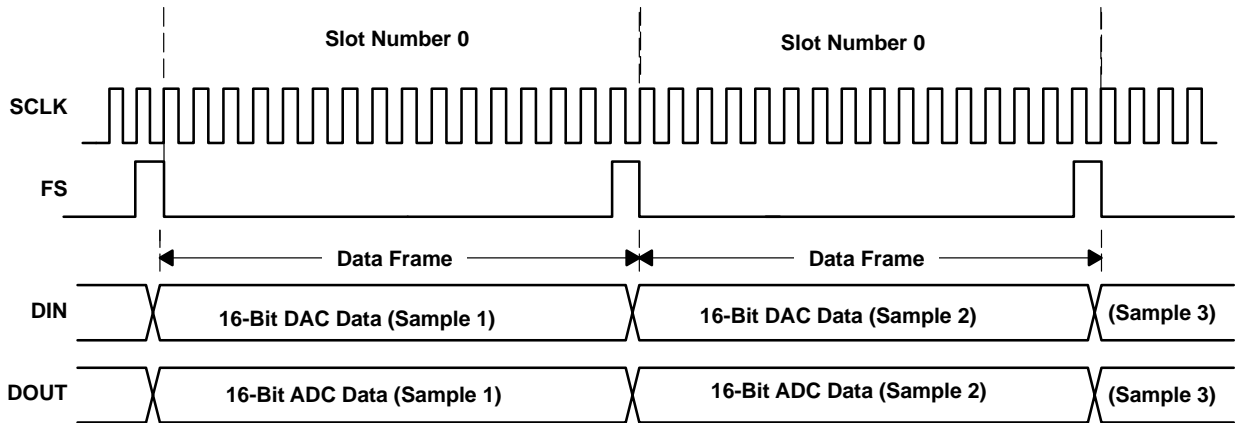 Slot Number 0
Slot Number 0
SCLK
FS
Data Frame
Data Frame
DIN
16-Bit DAC Data (Sample 1)
16-Bit DAC Data (Sample 2)
(Sample 3)
DOUT
16-Bit ADC Data (Sample 1)
16-Bit ADC Data (Sample 2)
(Sample 3)